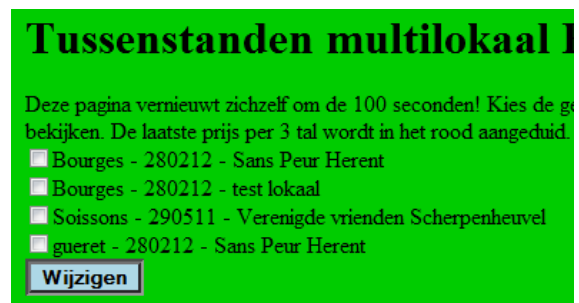 Tussenstanden multilokaal
Deze pagina vernieuwt zichzelf om de 100 seconden! Kies de
bekijken. De laatste prijs per 3 tal wordt in het rood aangeduid.
Bourges - 280212 - Sans Peur Herent
Bourges - 280212 - test lokaal
Soissons - 290511 - Verenigde vrienden Scherpenheuvel
gueret - 280212 - Sans Peur Herent
Wijzigen